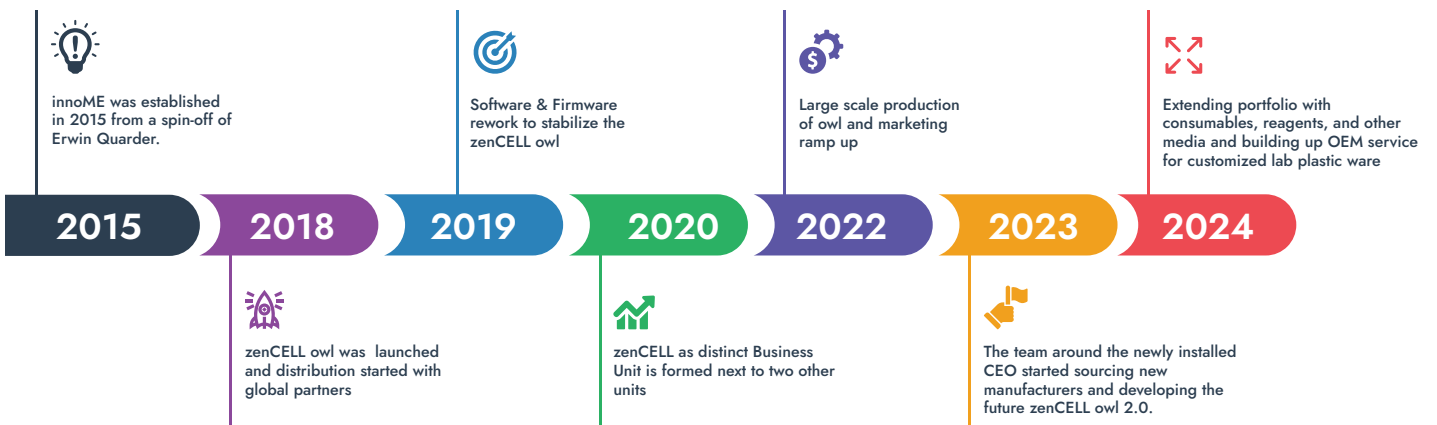 innoME was established
in 2015 from a spin-off of
Erwin Quarder.
Software & Firmware
rework to stabilize the
zenCELL owl
Large scale production
of owl and marketing
ramp up
Extending portfolio with
consumables, reagents, and other
media and building up OEM service
for customized lab plastic ware
2015
2018
2019
2020
2022
2023
2024
zenCELL owl was launched
and distribution started with
global partners
zenCELL as distinct Business
Unit is formed next to two other
units
The team around the newly installed
CEO started sourcing new
manufacturers and developing the
future zenCELL owl 2.0.